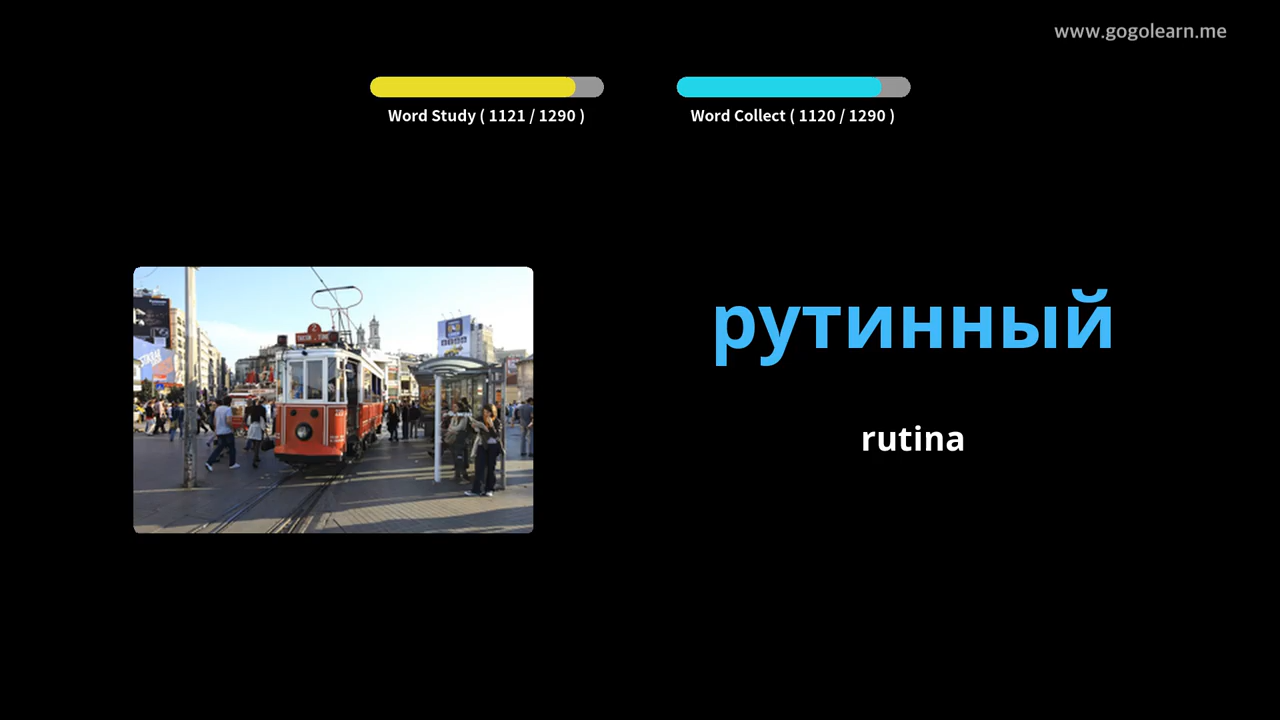 www.gogolearn.me
Word Study ( 1121 / 1290 )
Word Collect ( 1120 / 1290 )
рутинный
rutina